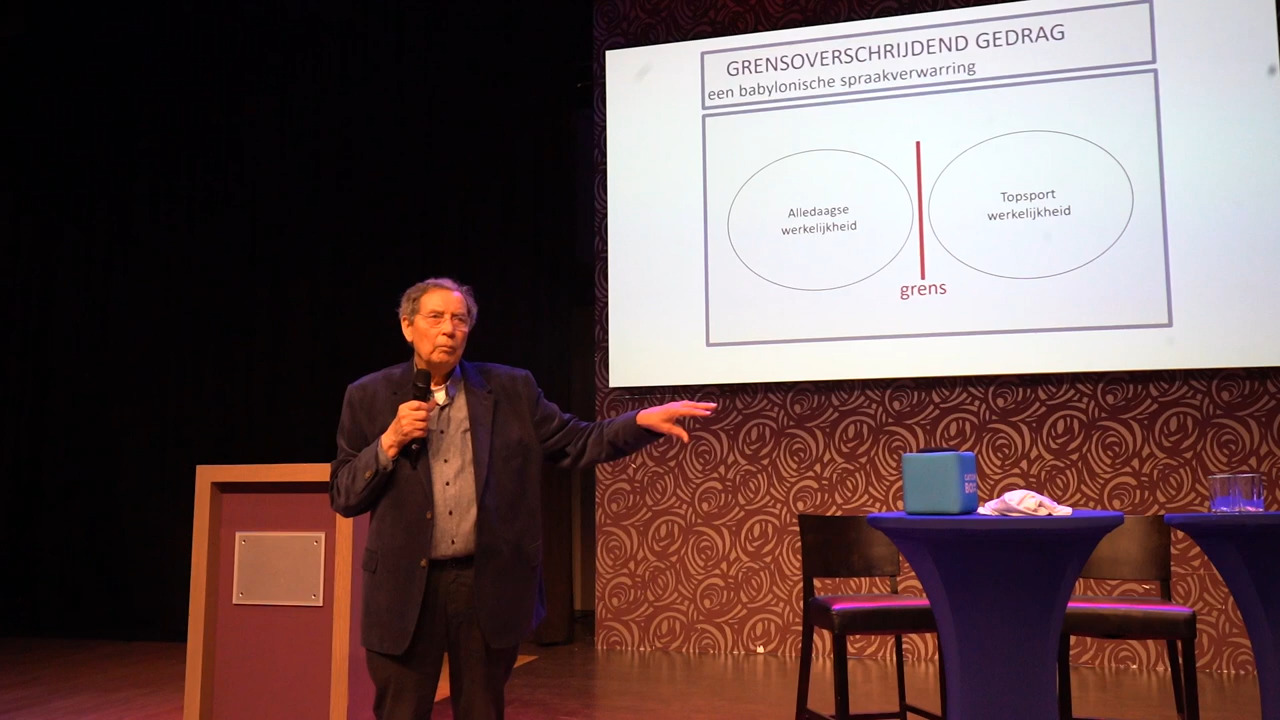 GRENSOVERSCHRIJDEND GEDRAG
een babylonische spraakverwarring
Alledaagse
werkelijkheid
Topsport
werkelijkheid
grens